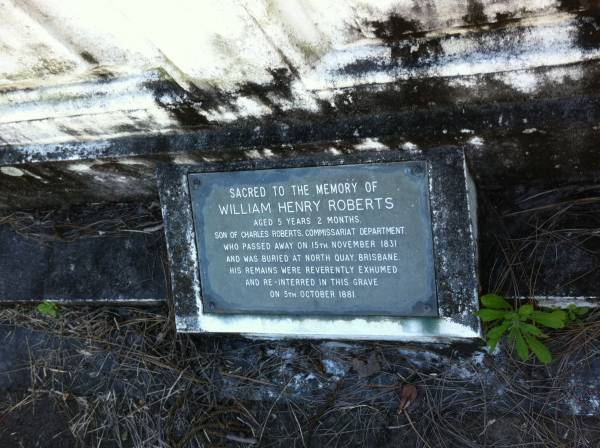 SACRED TO THE MEMORY OF
WILLIAM HENRY ROBERTS
AGED 5 YEARS 2 MONTHS,
SON OF CHARLES ROBERTS, COMMISSARIAT DEPARTMENT
WHO PASSED AWAY ON 15TH NOVEMBER 1831
AND WAS BURIED AT NORTH QUAY, BRISBANE.
HIS REMAINS WERE REVERENTLY EXHUMED
AND RE-INTERRED IN THIS GRAVE
ON 5TH OCTOBER 1881